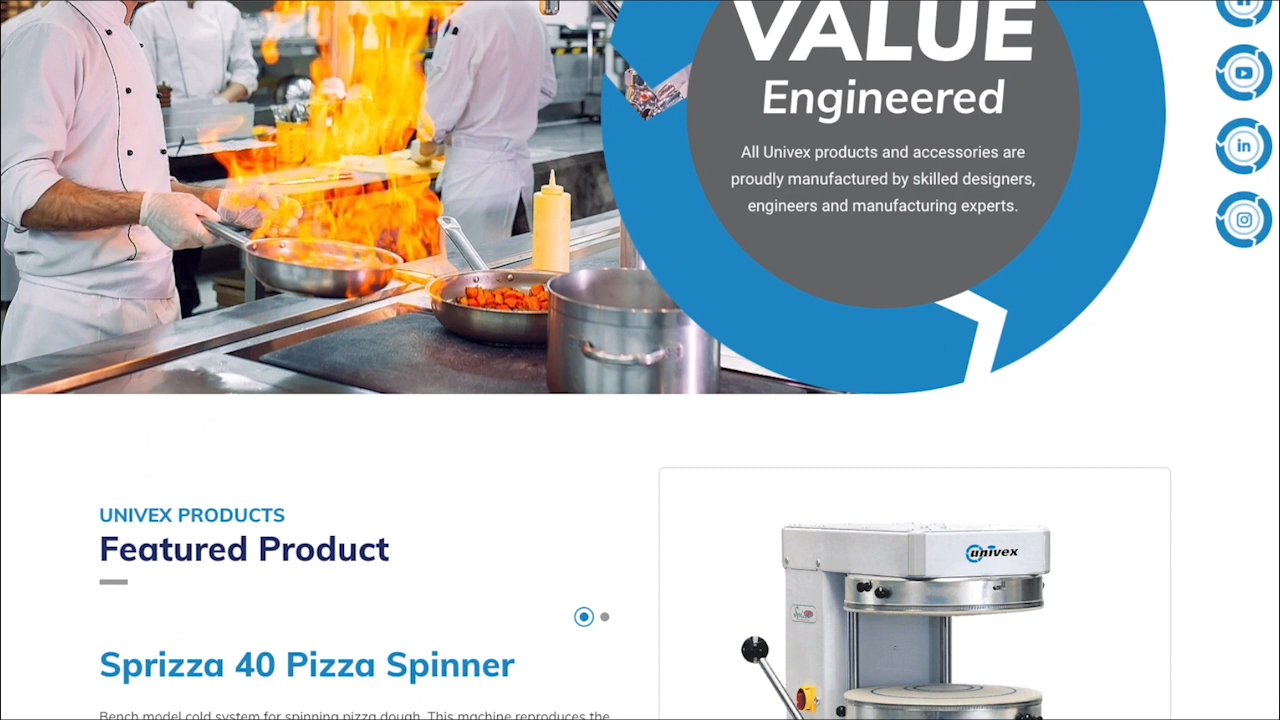 VALUE
Engineered
All Univex products and accessories are
proudly manufactured by skilled designers,
engineers and manufacturing experts.
UNIVEX PRODUCTS
Featured Product
Sprizza 40 Pizza Spinner
Bench model cold system for spinning pizza dough. This machine reproduces the
univex